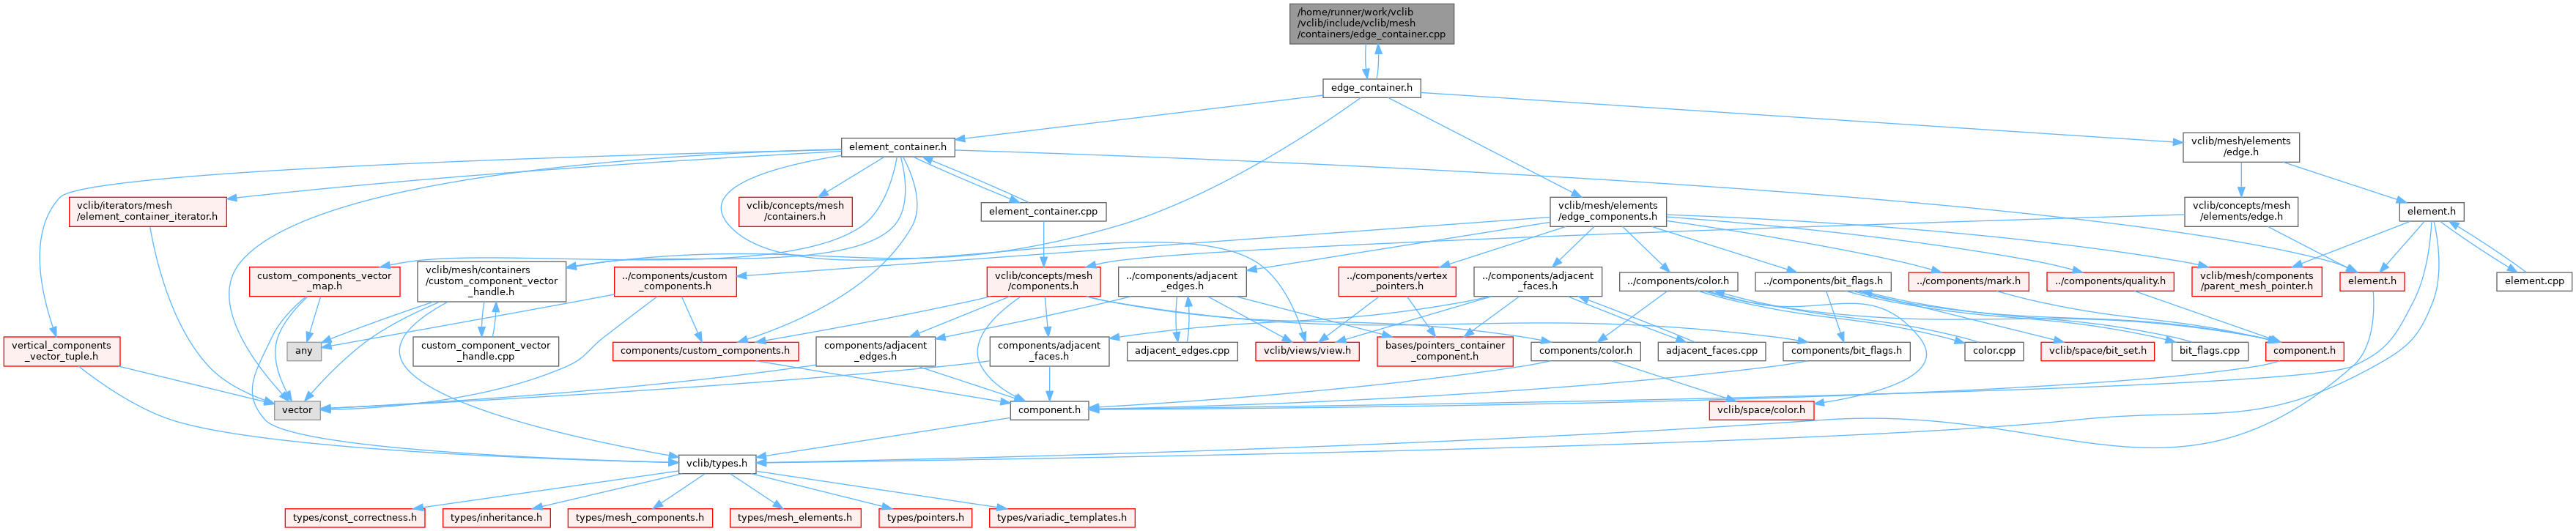 /home/runner/work/vclib
/vclib/include/vclib/mesh
/containers/edge_container.cpp
edge_container.h
element_container.h
vclib/mesh/elements
/edge.h
vclib/iterators/mesh
/element_container_iterator.h
vclib/concepts/mesh
/containers.h
element_container.cpp
vclib/mesh/elements
/edge_components.h
vclib/concepts/mesh
/elements/edge.h
element.h
custom_components_vector
_map.h
vclib/mesh/containers
/custom_component_vector
_handle.h
../components/custom
_components.h
vclib/concepts/mesh
/components.h
../components/adjacent
_edges.h
../components/vertex
_pointers.h
../components/adjacent
_faces.h
../components/color.h
../components/bit_flags.h
../components/mark.h
../components/quality.h
vclib/mesh/components
/parent_mesh_pointer.h
element.h
element.cpp
vertical_components
_vector_tuple.h
any
custom_component_vector
_handle.cpp
components/custom_components.h
components/adjacent
_edges.h
components/adjacent
_faces.h
adjacent_edges.cpp
vclib/views/view.h
bases/pointers_container
_component.h
components/color.h
adjacent_faces.cpp
components/bit_flags.h
color.cpp
vclib/space/bit_set.h
bit_flags.cpp
component.h
vector
component.h
vclib/space/color.h
vclib/types.h
types/const_correctness.h
types/inheritance.h
types/mesh_components.h
types/mesh_elements.h
types/pointers.h
types/variadic_templates.h